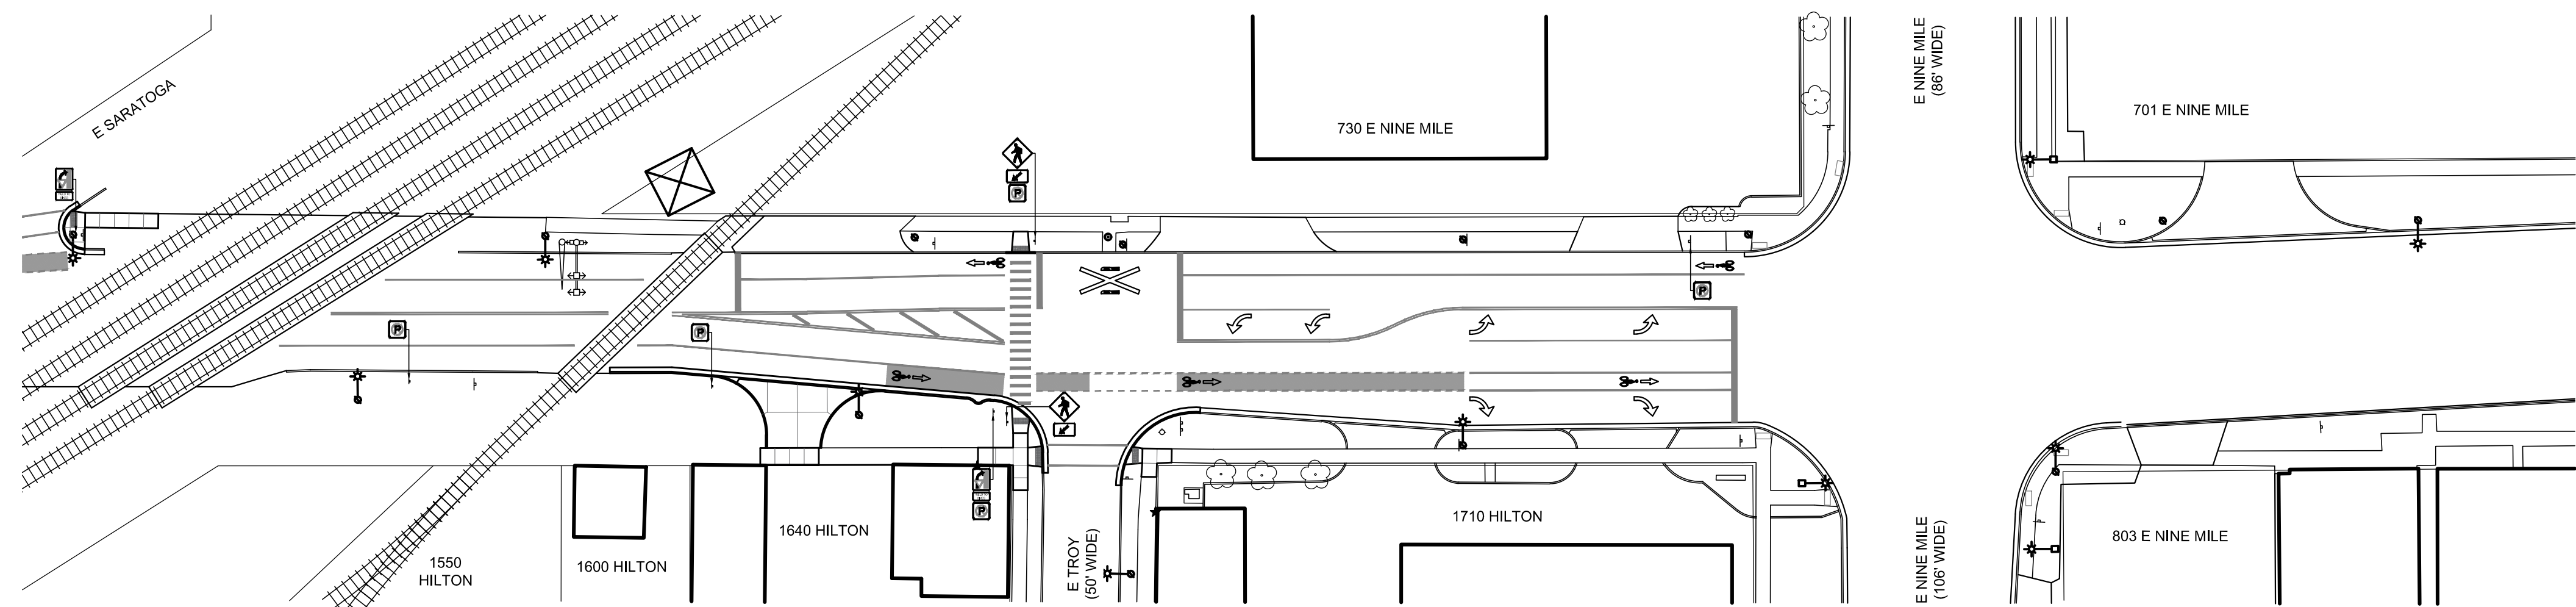 E SARATOGA
730 E NINE MILE
E NINE MILE
(86' WIDE)
701 E NINE MILE
P
P
P
P
1550
HILTON
1600 HILTON
1640 HILTON
P
E TROY
(50' WIDE)
1710 HILTON
E NINE MILE
(106' WIDE)
803 E NINE MILE